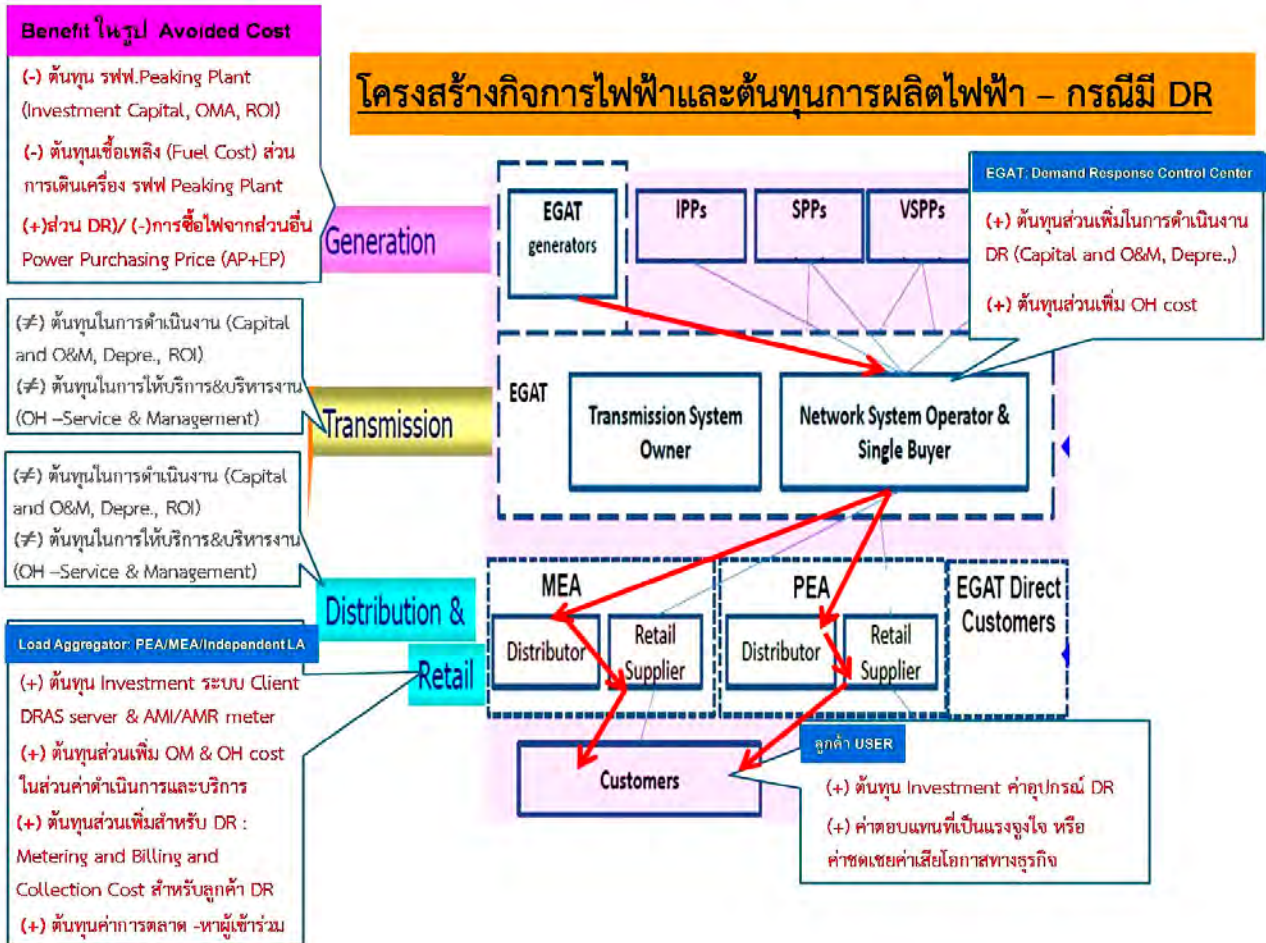 Benefit ในรูป Avoided Cost
(-) ต้นทุน รฟฟ.Peaking Plant
(Investment Capital, OMA, ROI)
(-) ต้นทุนเชื้อเพลิง (Fuel Cost) ส่วน
การเดินเครื่อง รฟฟ Peaking Plant
(+)ส่วน DR)/ (-)การซื้อไฟจากส่วนอื่น
Power Purchasing Price (AP+EP)
โครงสร้างกิจการไฟฟ้าและต้นทุนการผลิตไฟฟ้า – กรณีมี DR
EGAT: Demand Response Control Center
(+) ต้นทุนส่วนเพิ่มในการดำเนินงาน
DR (Capital and O&M, Depre.,)
(+) ต้นทุนส่วนเพิ่ม OH cost
Generation
EGAT
generators
IPPs
SPPs
VSPPs
(≠) ต้นทุนในการดำเนินงาน (Capital
and O&M, Depre., ROI)
(≠) ต้นทุนในการให้บริการ&บริหารงาน
(OH –Service & Management)
Transmission
EGAT
Transmission System
Owner
Network System Operator &
Single Buyer
(≠) ต้นทุนในการดำเนินงาน (Capital
and O&M, Depre., ROI)
(≠) ต้นทุนในการให้บริการ&บริหารงาน
(OH –Service & Management)
Distribution &
Retail
MEA
Distributor
Retail
Supplier
PEA
Distributor
Retail
Supplier
EGAT Direct
Customers
Load Aggregator: PEA/MEA/Independent LA
(+) ต้นทุน Investment ระบบ Client
DRAS server & AMI/AMR meter
(+) ต้นทุนส่วนเพิ่ม OM & OH cost
ในส่วนค่าดำเนินการและบริการ
(+) ต้นทุนส่วนเพิ่มสำหรับ DR :
Metering and Billing and
Collection Cost สำหรับลูกค้า DR
(+) ต้นทุนค่าการตลาด -หาผู้เข้าร่วม
Customers
ลูกค้า USER
(+) ต้นทุน Investment ค่าอุปกรณ์ DR
(+) ค่าตอบแทนที่เป็นแรงจูงใจ หรือ
ค่าชดเชยค่าเสียโอกาสทางธุรกิจ